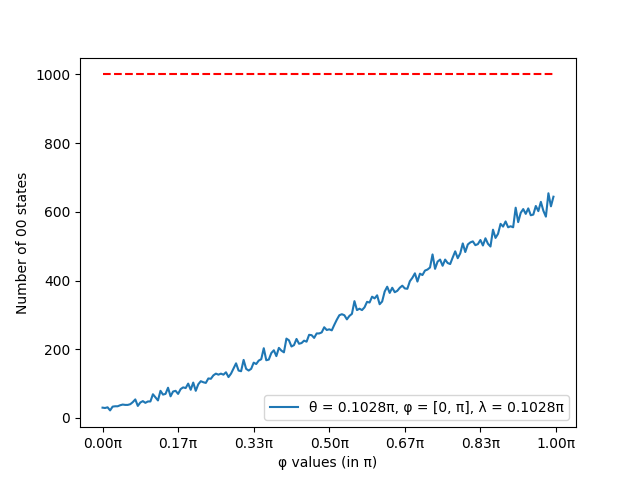 Number of 00 states
1000
800
600
400
200
0
θ = 0.1028π, φ = [0, π], λ = 0.1028π
0.00π 0.17π 0.33π 0.50π 0.67π 0.83π 1.00π
φ values (in π)